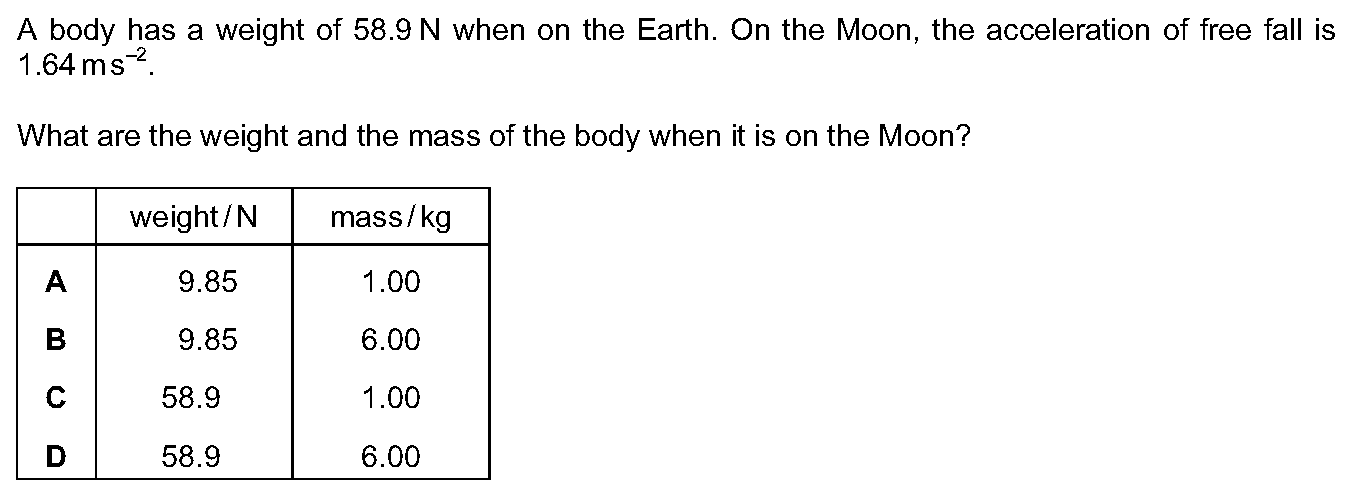 A body has a weight of 58.9 N when on the Earth. On the Moon, the acceleration of free fall is
1.64 m s⁻².
What are the weight and the mass of the body when it is on the Moon?
weight / N mass / kg
A 9.85 1.00
B 9.85 6.00
C 58.9 1.00
D 58.9 6.00